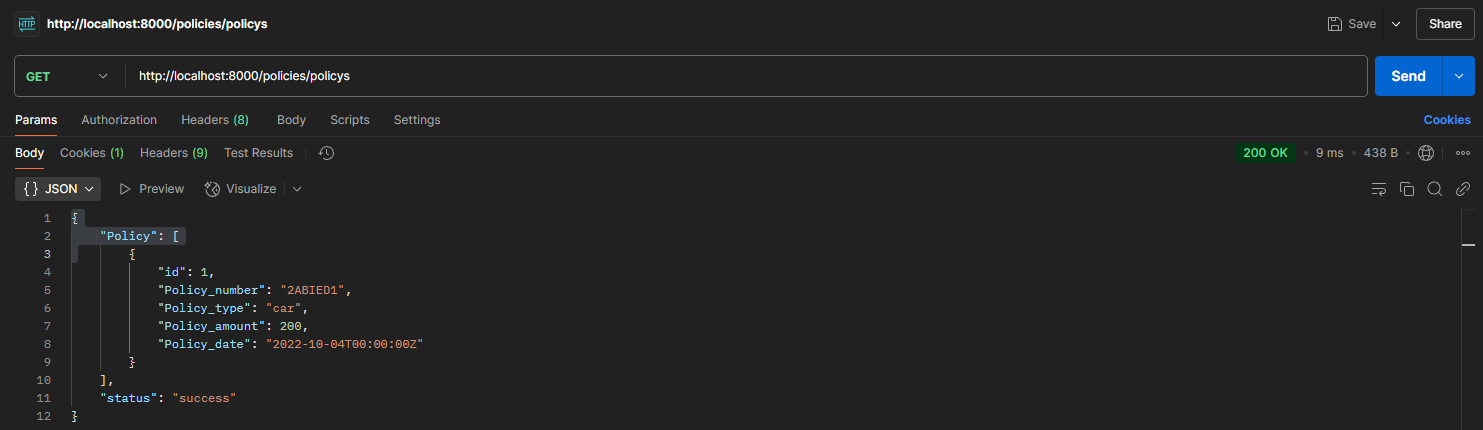 HTTP http://localhost:8000/policies/policys Save Share
GET http://localhost:8000/policies/policys Send
Params Authorization Headers (8) Body Scripts Settings Cookies
Body Cookies (1) Headers (9) Test Results 200 OK • 9 ms • 438 B •
{} JSON Preview Visualize
1 {
2 "Policy": [
3 {
4 "id": 1,
5 "Policy_number": "2ABIED1",
6 "Policy_type": "car",
7 "Policy_amount": 200,
8 "Policy_date": "2022-10-04T00:00:00Z"
9 }
10 ],
11 "status": "success"
12 }